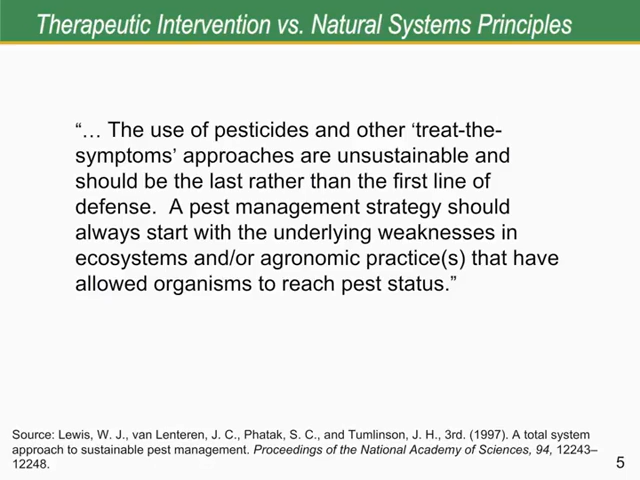 Therapeutic Intervention vs. Natural Systems Principles
“… The use of pesticides and other ‘treat-the-
symptoms’ approaches are unsustainable and
should be the last rather than the first line of
defense.  A pest management strategy should
always start with the underlying weaknesses in
ecosystems and/or agronomic practice(s) that have
allowed organisms to reach pest status.”
Source: Lewis, W. J., van Lenteren, J. C., Phatak, S. C., and Tumlinson, J. H., 3rd. (1997). A total system
approach to sustainable pest management. Proceedings of the National Academy of Sciences, 94, 12243–
12248.
5